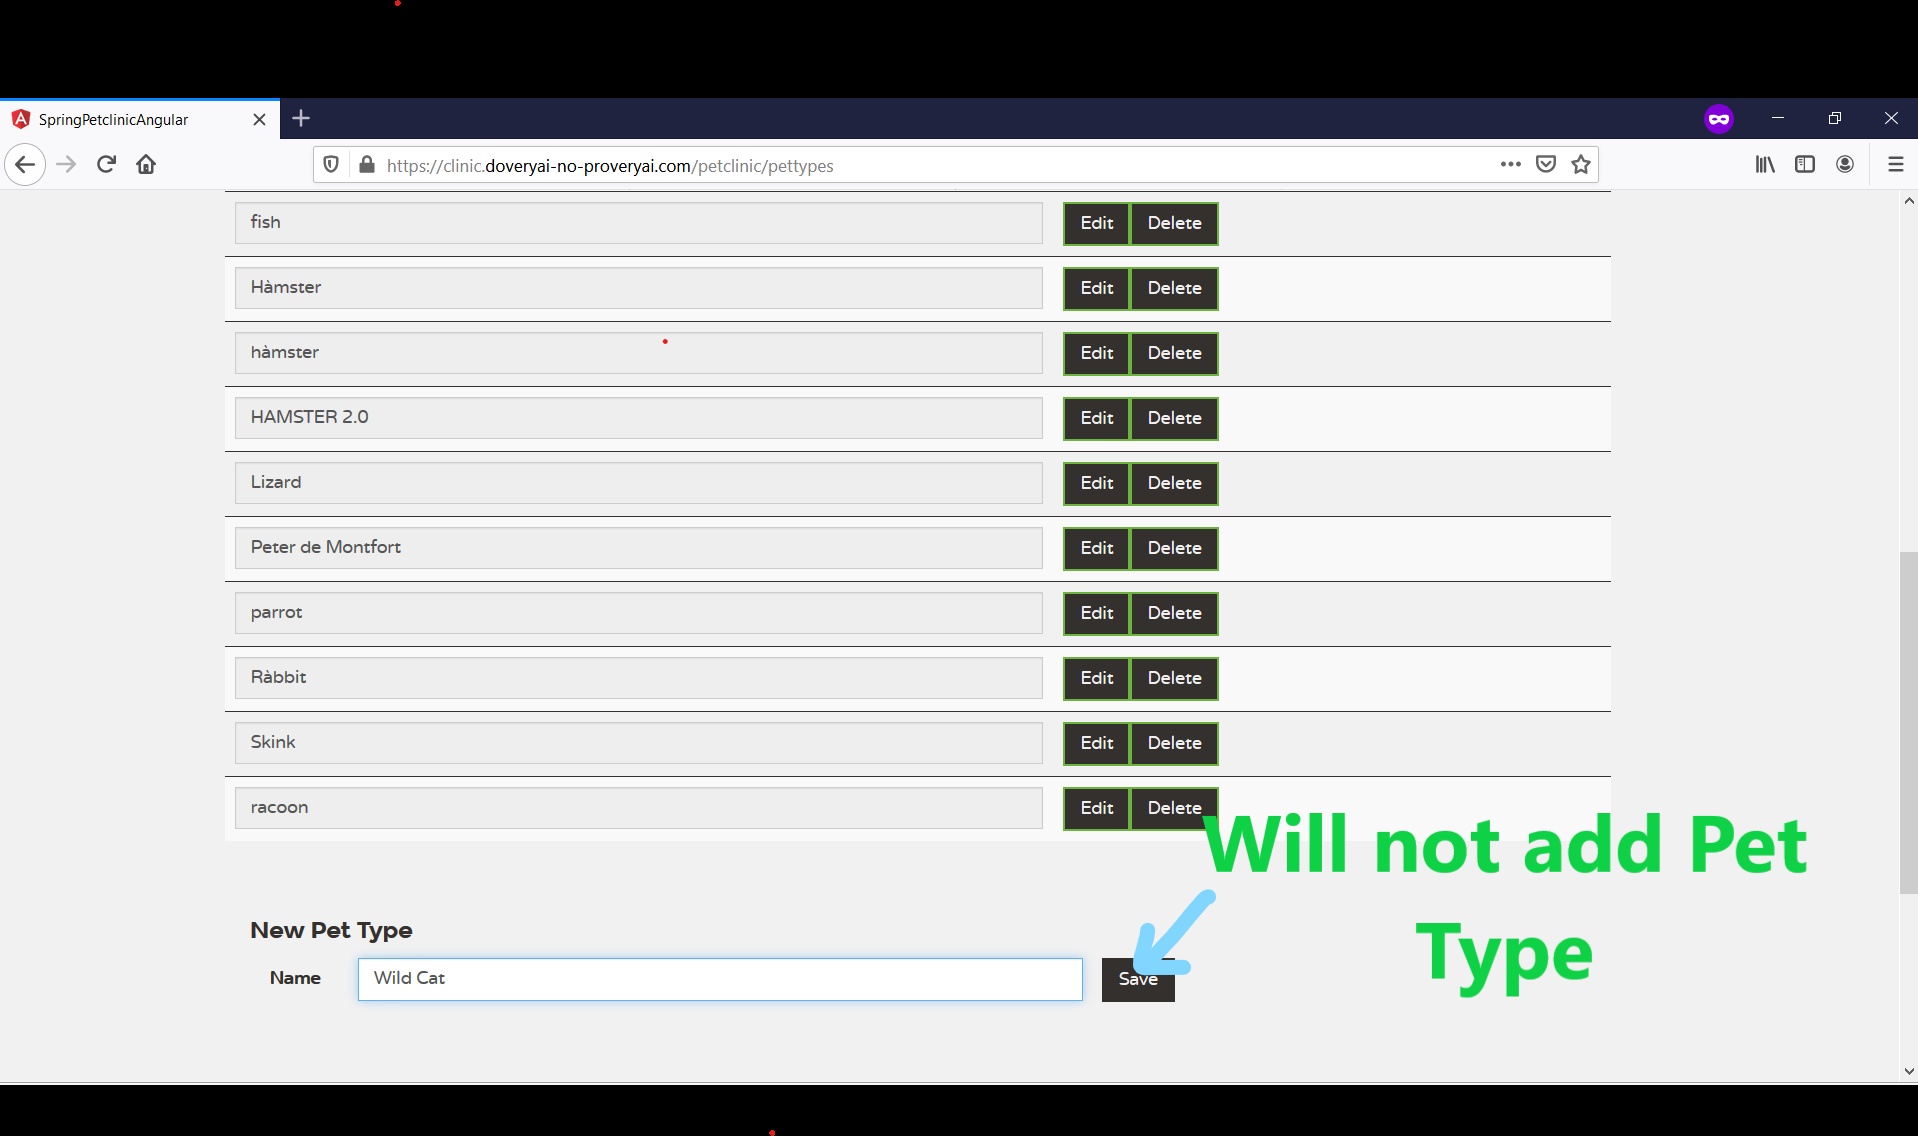 SpringPetclinicAngular
https://clinic.doveryai-no-proveryai.com/petclinic/pettypes
fish Edit Delete
Hàmster Edit Delete
hàmster Edit Delete
HAMSTER 2.0 Edit Delete
Lizard Edit Delete
Peter de Montfort Edit Delete
parrot Edit Delete
Ràbbit Edit Delete
Skink Edit Delete
racoon Edit Delete
Will not add Pet
Type
New Pet Type
Name Wild Cat Save